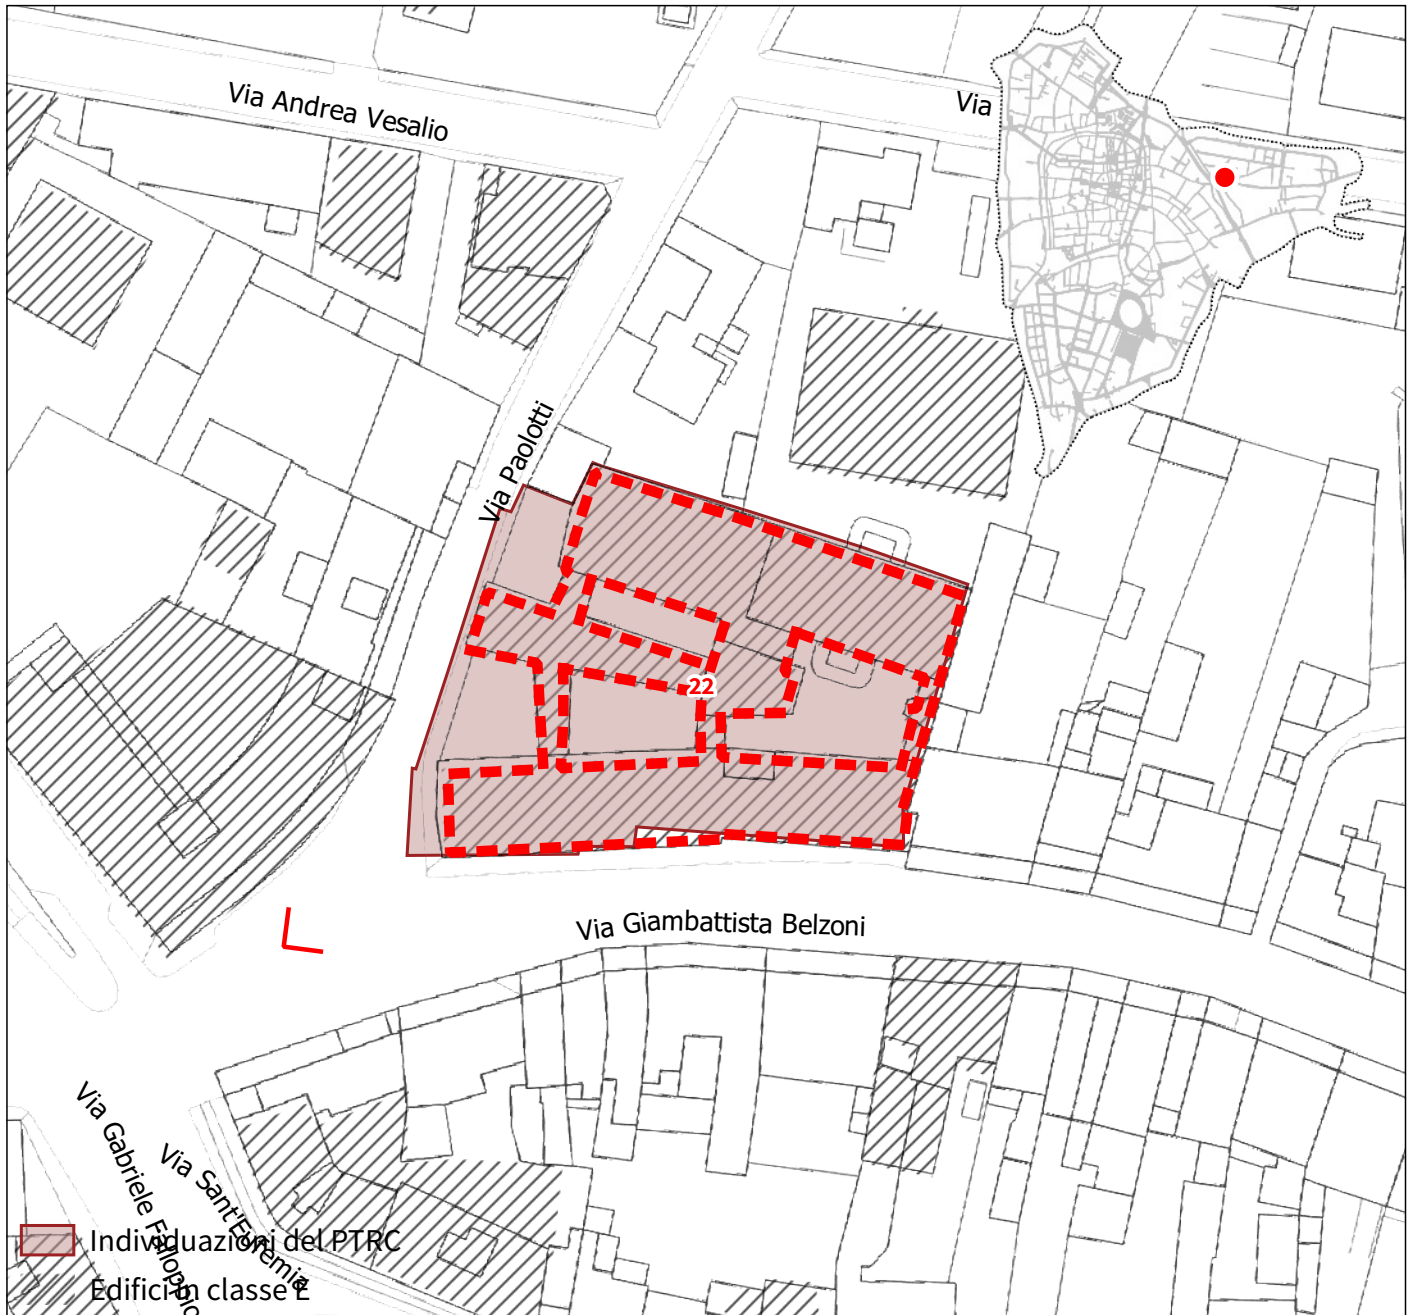 Via Andrea Vesalio
Via
Via Paolotti
22
Via Giambattista Belzoni
Via Gabriele Falloppio
Via Sant'Eufemia
Individuazioni del PTRC
Edifici in classe E